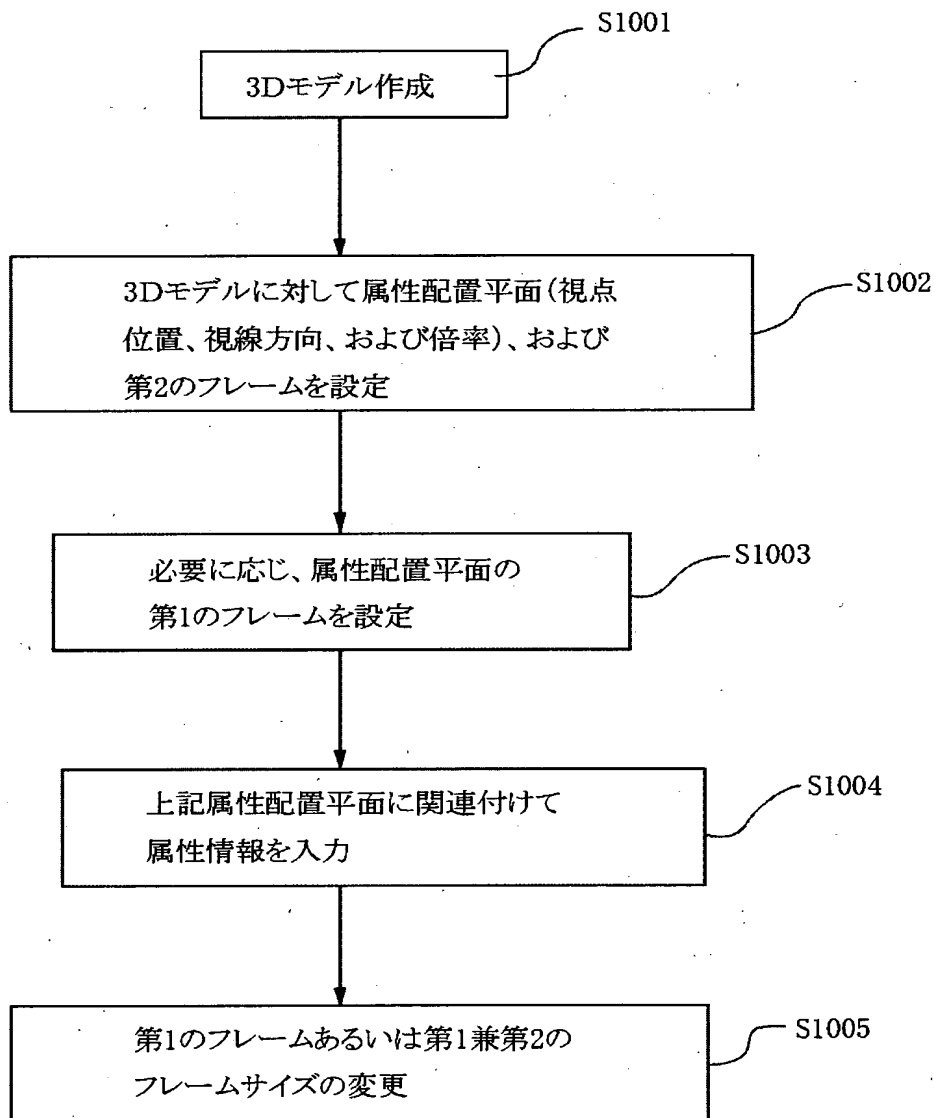 S1001
3Dモデル作成
S1002
3Dモデルに対して属性配置平面(視点
位置、視線方向、および倍率)、および
第2のフレームを設定
S1003
必要に応じ、属性配置平面の
第1のフレームを設定
S1004
上記属性配置平面に関連付けて
属性情報を入力
S1005
第1のフレームあるいは第1兼第2の
フレームサイズの変更